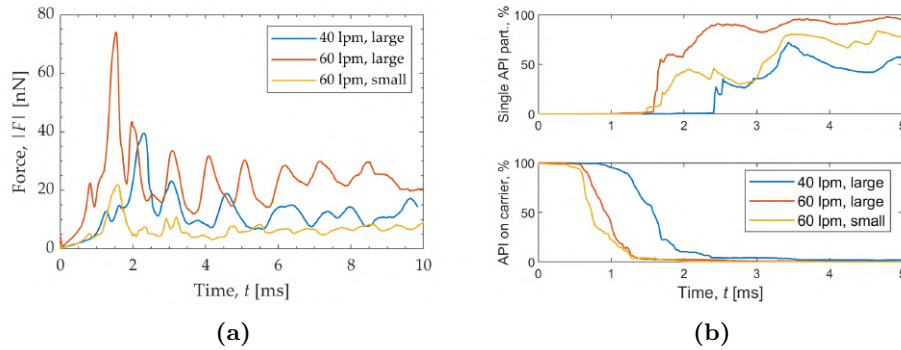 80
60
40
20
0
0
2
4
6
8
10
Force, |F| [nN]
Time, t [ms]
40 lpm, large
60 lpm, large
60 lpm, small
(a)
Single API part., %
100
50
0
0
1
2
3
4
5
API on carrier, %
100
50
0
0
1
2
3
4
5
40 lpm, large
60 lpm, large
60 lpm, small
Time, t [ms]
(b)